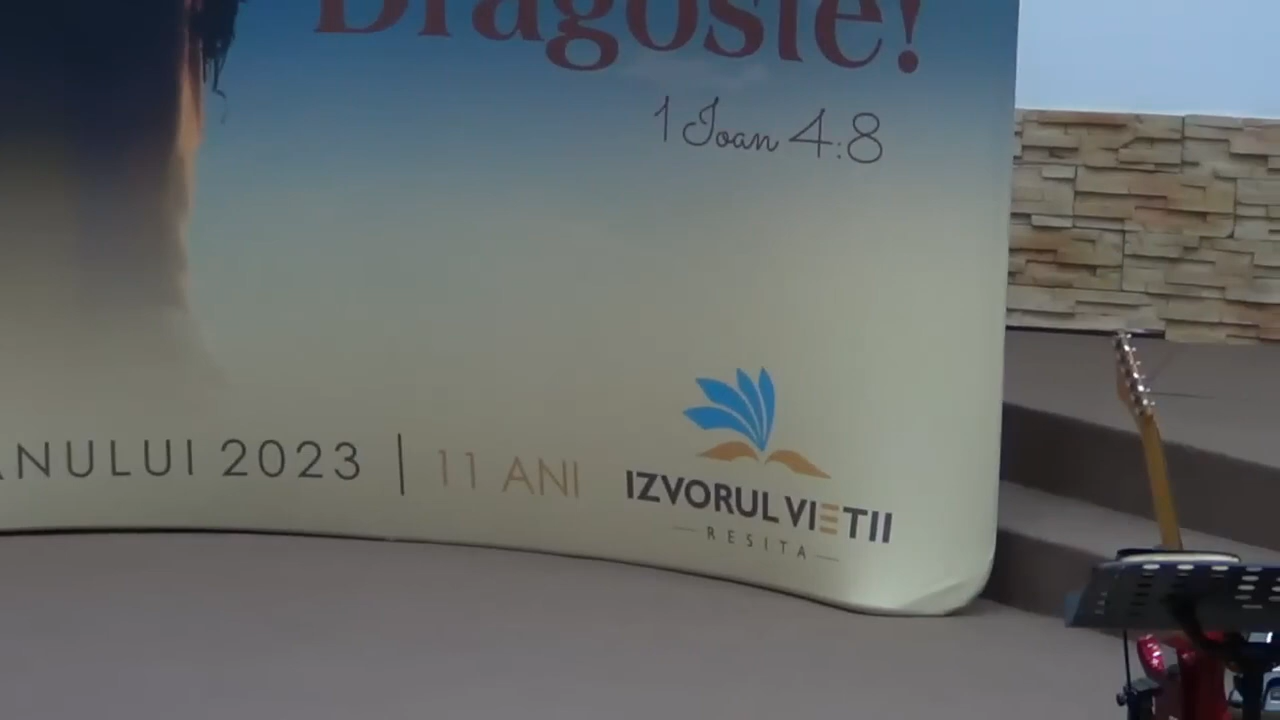 Dragoste!
1 Ioan 4:8
ANULUI 2023 | 11 ANI
IZVORUL VIETII
RESITA